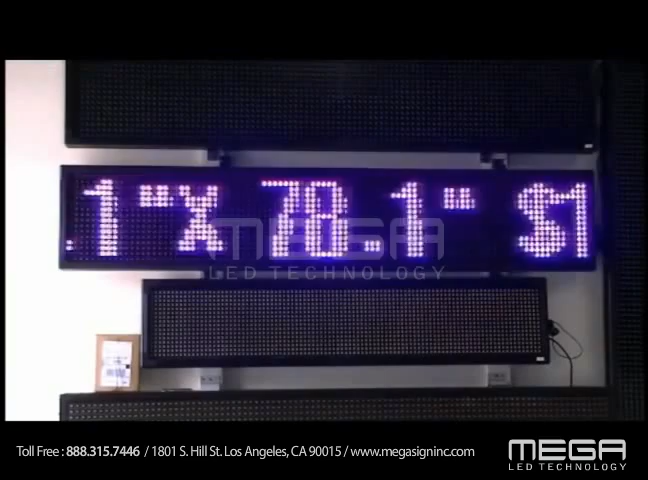 .1"X 78.1" $1
MEGA
LED TECHNOLOGY
Toll Free : 888.315.7446 / 1801 S. Hill St. Los Angeles, CA 90015 / www.megasigninc.com
MEGA
LED TECHNOLOGY